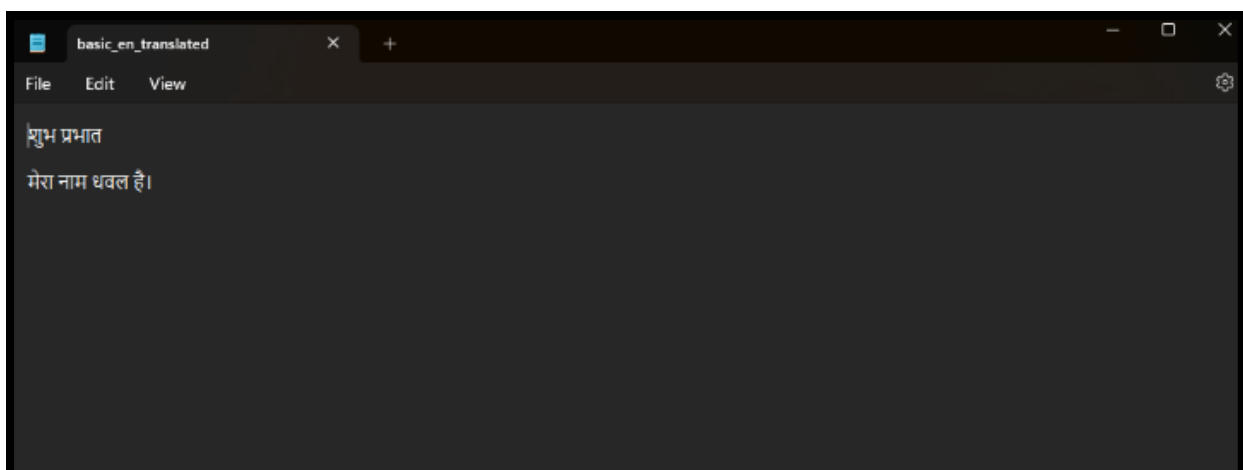 basic_en_translated
File Edit View
शुभ प्रभात
मेरा नाम धवल है।